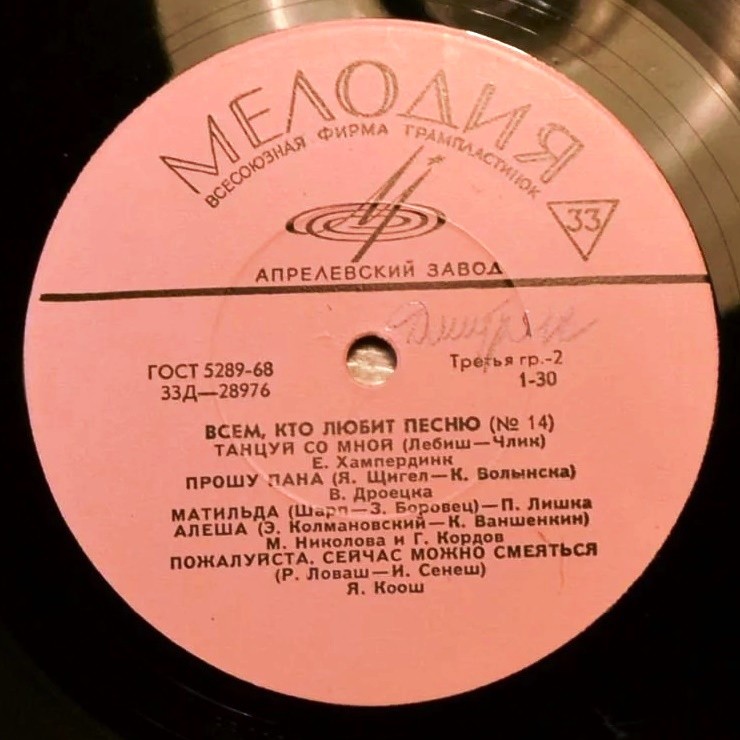 МЕЛОДИЯ
ВСЕСОЮЗНАЯ ФИРМА ГРАМПЛАСТИНОК
33
АПРЕЛЕВСКИЙ ЗАВОД
ГОСТ 5289-68
33Д—28976
Третья гр.-2
1-30
ВСЕМ, КТО ЛЮБИТ ПЕСНЮ (№ 14)
ТАНЦУЙ СО МНОЙ (Лебиш—Члик)
Е. Хампердинк
ПРОШУ ПАНА (Я. Щигел—К. Волынска)
В. Дроецка
МАТИЛЬДА (Шарп—З. Боровец)—П. Лишка
АЛЕША (Э. Колмановский—К. Ваншенкин)
М. Николова и Г. Кордов
ПОЖАЛУЙСТА, СЕЙЧАС МОЖНО СМЕЯТЬСЯ
(Р. Ловаш—И. Сенеш)
Я. Коош